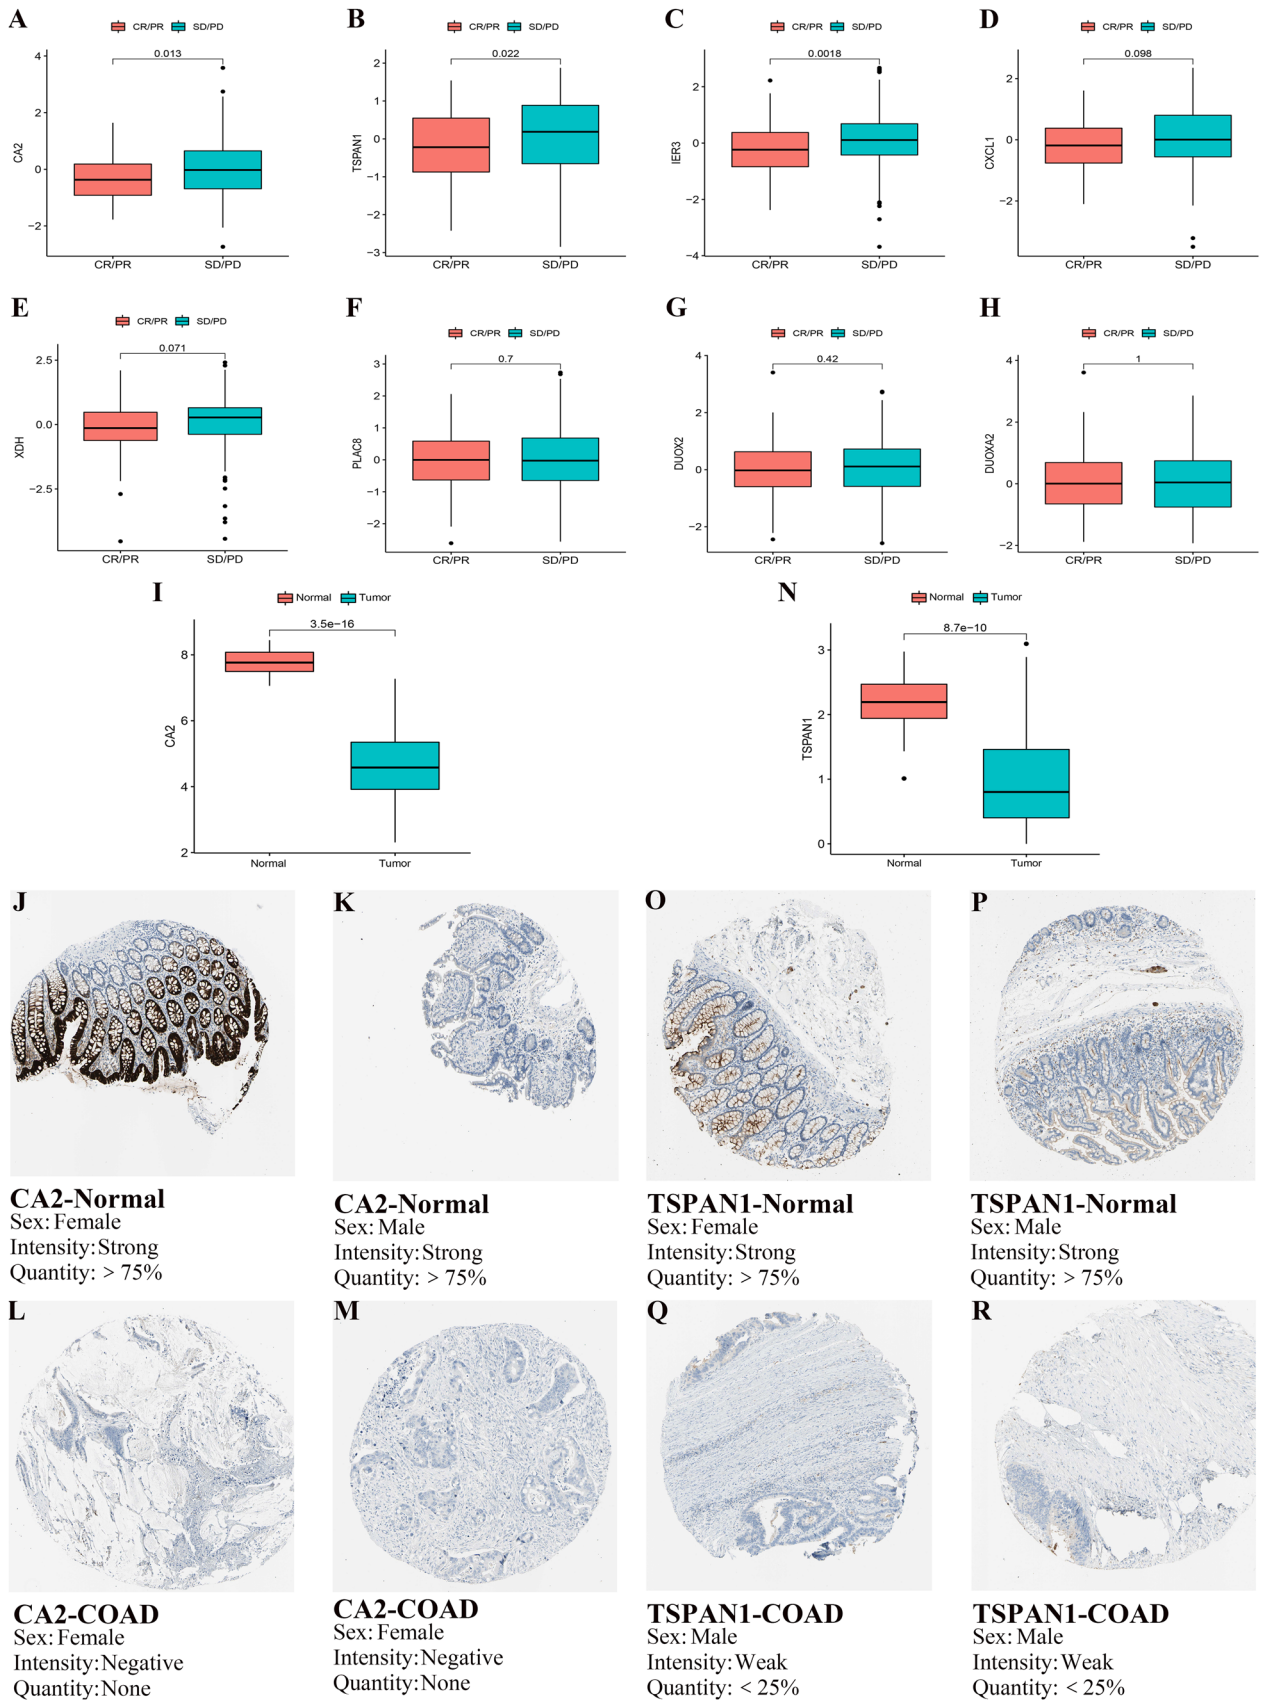 A
CR/PR SD/PD
0.013
4
2
0
−2
CA2
CR/PR SD/PD
B
CR/PR SD/PD
0.022
2
1
0
−1
−2
−3
TSPAN1
CR/PR SD/PD
C
CR/PR SD/PD
0.0018
2
0
−2
−4
IER3
CR/PR SD/PD
D
CR/PR SD/PD
0.098
2
0
−2
CXCL1
CR/PR SD/PD
E
CR/PR SD/PD
0.071
2.5
0.0
−2.5
XDH
CR/PR SD/PD
F
CR/PR SD/PD
0.7
3
2
1
0
−1
−2
PLAC8
CR/PR SD/PD
G
CR/PR SD/PD
0.42
4
2
0
−2
DUOX2
CR/PR SD/PD
H
CR/PR SD/PD
1
4
2
0
−2
DUOXA2
CR/PR SD/PD
I
Normal Tumor
3.5e−16
8
6
4
2
CA2
Normal Tumor
N
Normal Tumor
8.7e−10
3
2
1
0
TSPAN1
Normal Tumor
J
CA2-Normal
Sex: Female
Intensity:Strong
Quantity: > 75%
K
CA2-Normal
Sex: Male
Intensity:Strong
Quantity: > 75%
O
TSPAN1-Normal
Sex: Female
Intensity:Strong
Quantity: > 75%
P
TSPAN1-Normal
Sex: Male
Intensity:Strong
Quantity: > 75%
L
CA2-COAD
Sex: Female
Intensity:Negative
Quantity: None
M
CA2-COAD
Sex: Female
Intensity:Negative
Quantity: None
Q
TSPAN1-COAD
Sex: Male
Intensity:Weak
Quantity: < 25%
R
TSPAN1-COAD
Sex: Male
Intensity:Weak
Quantity: < 25%